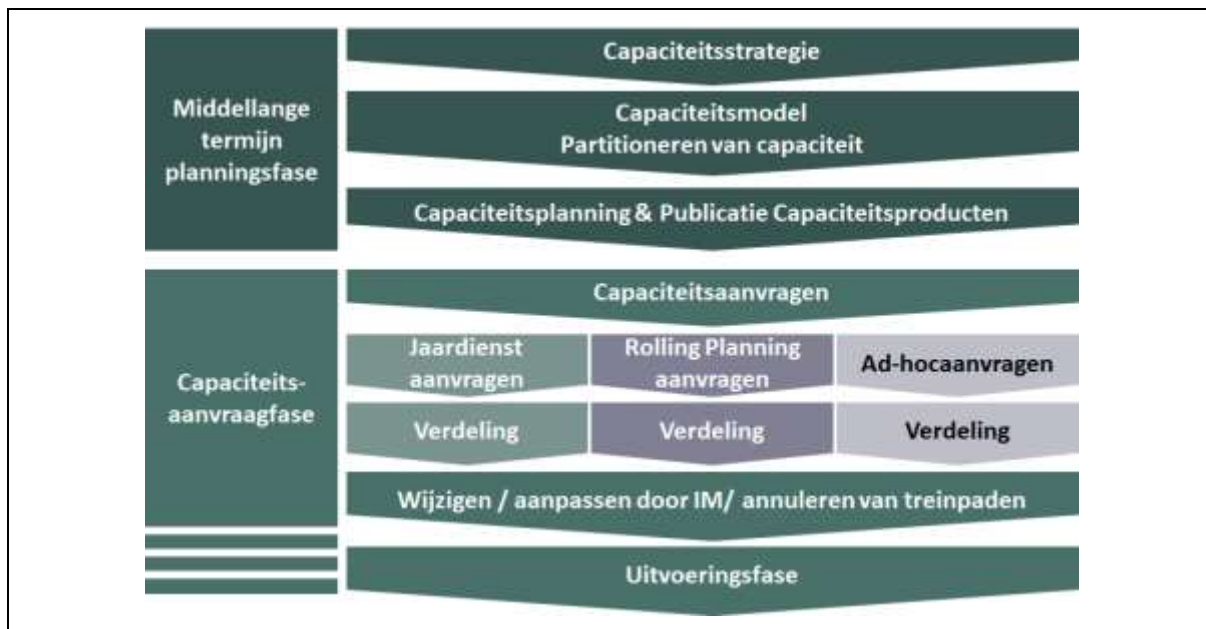 Middellange
termijn
planningsfase
Capaciteitsstrategie
Capaciteitsmodel
Partitioneren van capaciteit
Capaciteitsplanning & Publicatie Capaciteitsproducten
Capaciteits-
aanvraagfase
Capaciteitsaanvragen
Jaardienst
aanvragen
Rolling Planning
aanvragen
Ad-hocaanvragen
Verdeling
Verdeling
Verdeling
Wijzigen / aanpassen door IM/ annuleren van treinpaden
Uitvoeringsfase